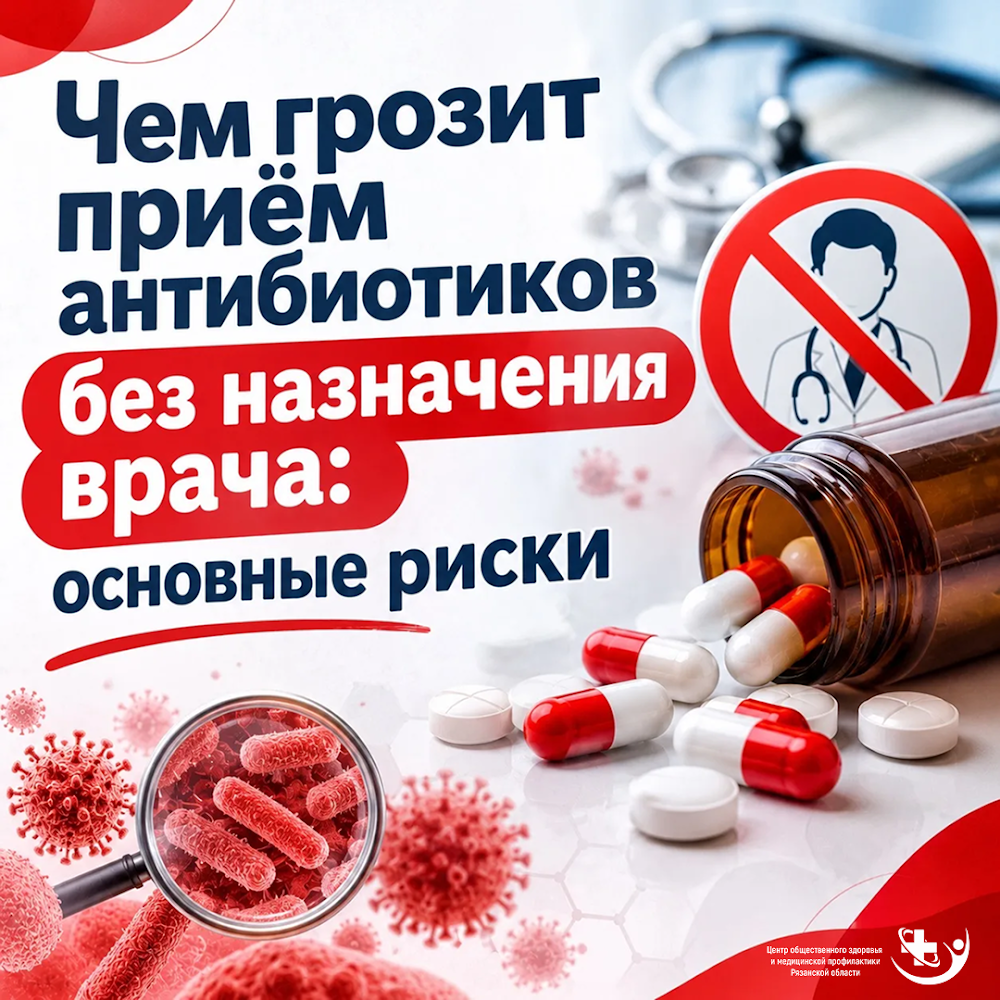 Чем грозит
приём
антибиотиков
без назначения
врача:
основные риски
Центр общественного здоровья
и медицинской профилактики
Рязанской области